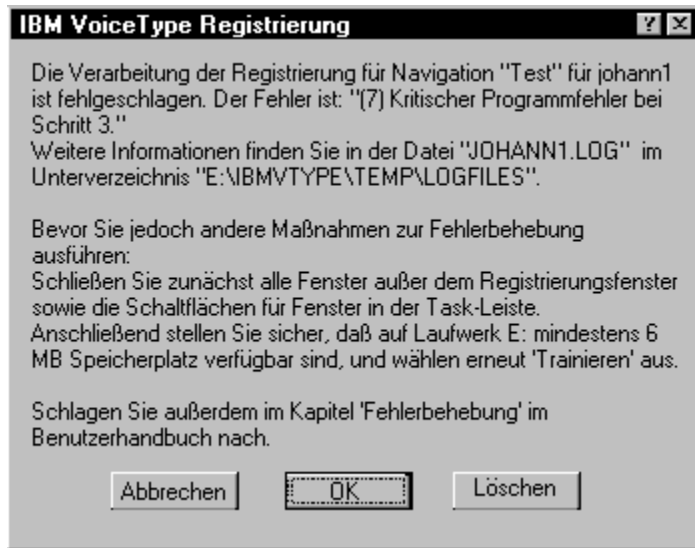 IBM VoiceType Registrierung
Die Verarbeitung der Registrierung für Navigation "Test" für johann1
ist fehlgeschlagen. Der Fehler ist: "(7) Kritischer Programmfehler bei
Schritt 3."
Weitere Informationen finden Sie in der Datei "JOHANN1.LOG" im
Unterverzeichnis "E:\IBMVTYPE\TEMP\LOGFILES".
Bevor Sie jedoch andere Maßnahmen zur Fehlerbehebung
ausführen:
Schließen Sie zunächst alle Fenster außer dem Registrierungsfenster
sowie die Schaltflächen für Fenster in der Task-Leiste.
Anschließend stellen Sie sicher, daß auf Laufwerk E: mindestens 6
MB Speicherplatz verfügbar sind, und wählen erneut 'Trainieren' aus.
Schlagen Sie außerdem im Kapitel 'Fehlerbehebung' im
Benutzerhandbuch nach.
Abbrechen OK Löschen